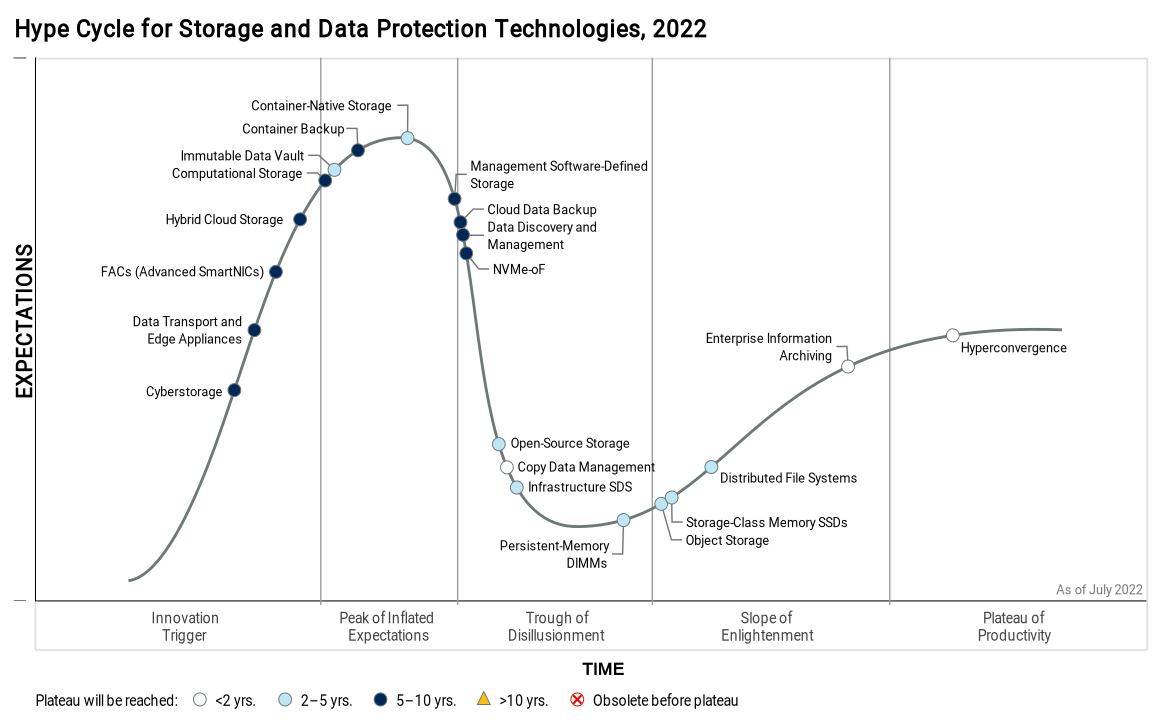 Hype Cycle for Storage and Data Protection Technologies, 2022
Container-Native Storage
Container Backup
Immutable Data Vault
Computational Storage
Hybrid Cloud Storage
FACs (Advanced SmartNICs)
Data Transport and
Edge Appliances
Cyberstorage
Management Software-Defined
Storage
Cloud Data Backup
Data Discovery and
Management
NVMe-oF
Open-Source Storage
Copy Data Management
Infrastructure SDS
Persistent-Memory
DIMMs
Storage-Class Memory SSDs
Object Storage
Distributed File Systems
Enterprise Information
Archiving
Hyperconvergence
EXPECTATIONS
As of July 2022
Innovation
Trigger
Peak of Inflated
Expectations
Trough of
Disillusionment
Slope of
Enlightenment
Plateau of
Productivity
TIME
Plateau will be reached: <2 yrs. 2–5 yrs. 5–10 yrs. >10 yrs. Obsolete before plateau